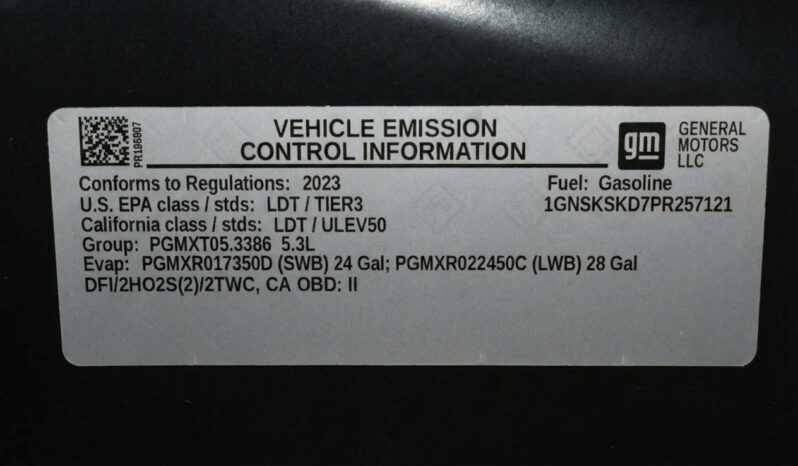 PR186807
VEHICLE EMISSION
CONTROL INFORMATION
gm
GENERAL
MOTORS
LLC
Conforms to Regulations: 2023
Fuel: Gasoline
U.S. EPA class / stds: LDT / TIER3
1GNSKSKD7PR257121
California class / stds: LDT / ULEV50
Group: PGMXT05.3386 5.3L
Evap: PGMXR017350D (SWB) 24 Gal; PGMXR022450C (LWB) 28 Gal
DFI/2HO2S(2)/2TWC, CA OBD: II